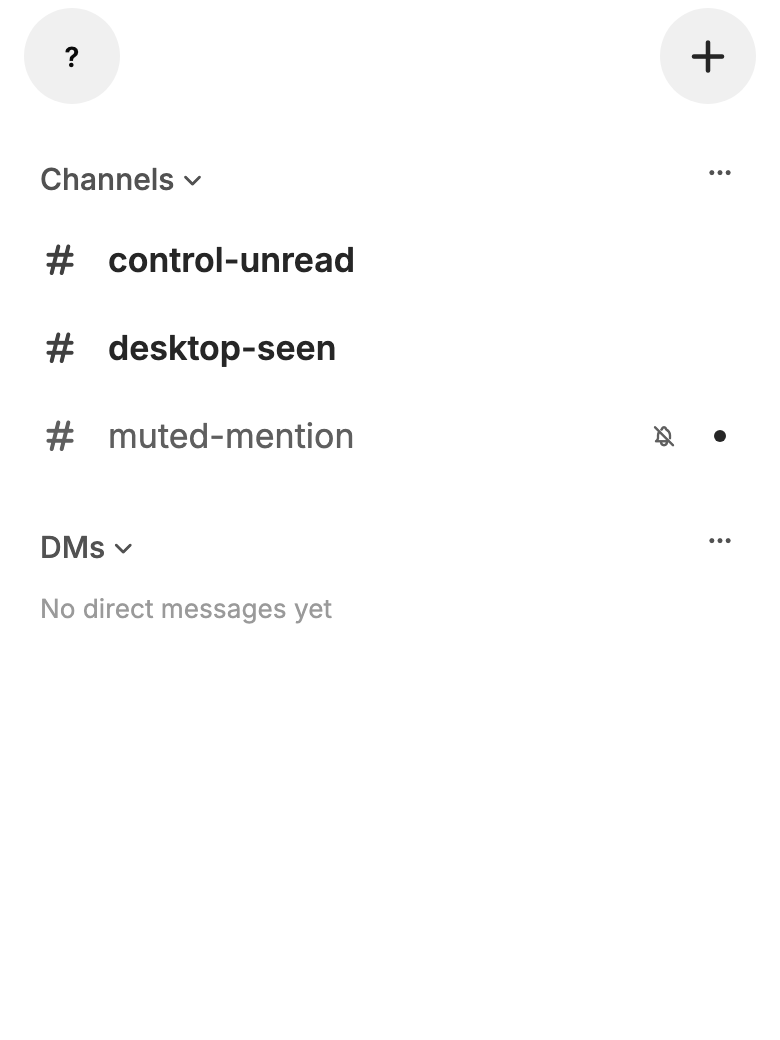 ?
Channels
# control-unread
# desktop-seen
# muted-mention
DMs
No direct messages yet